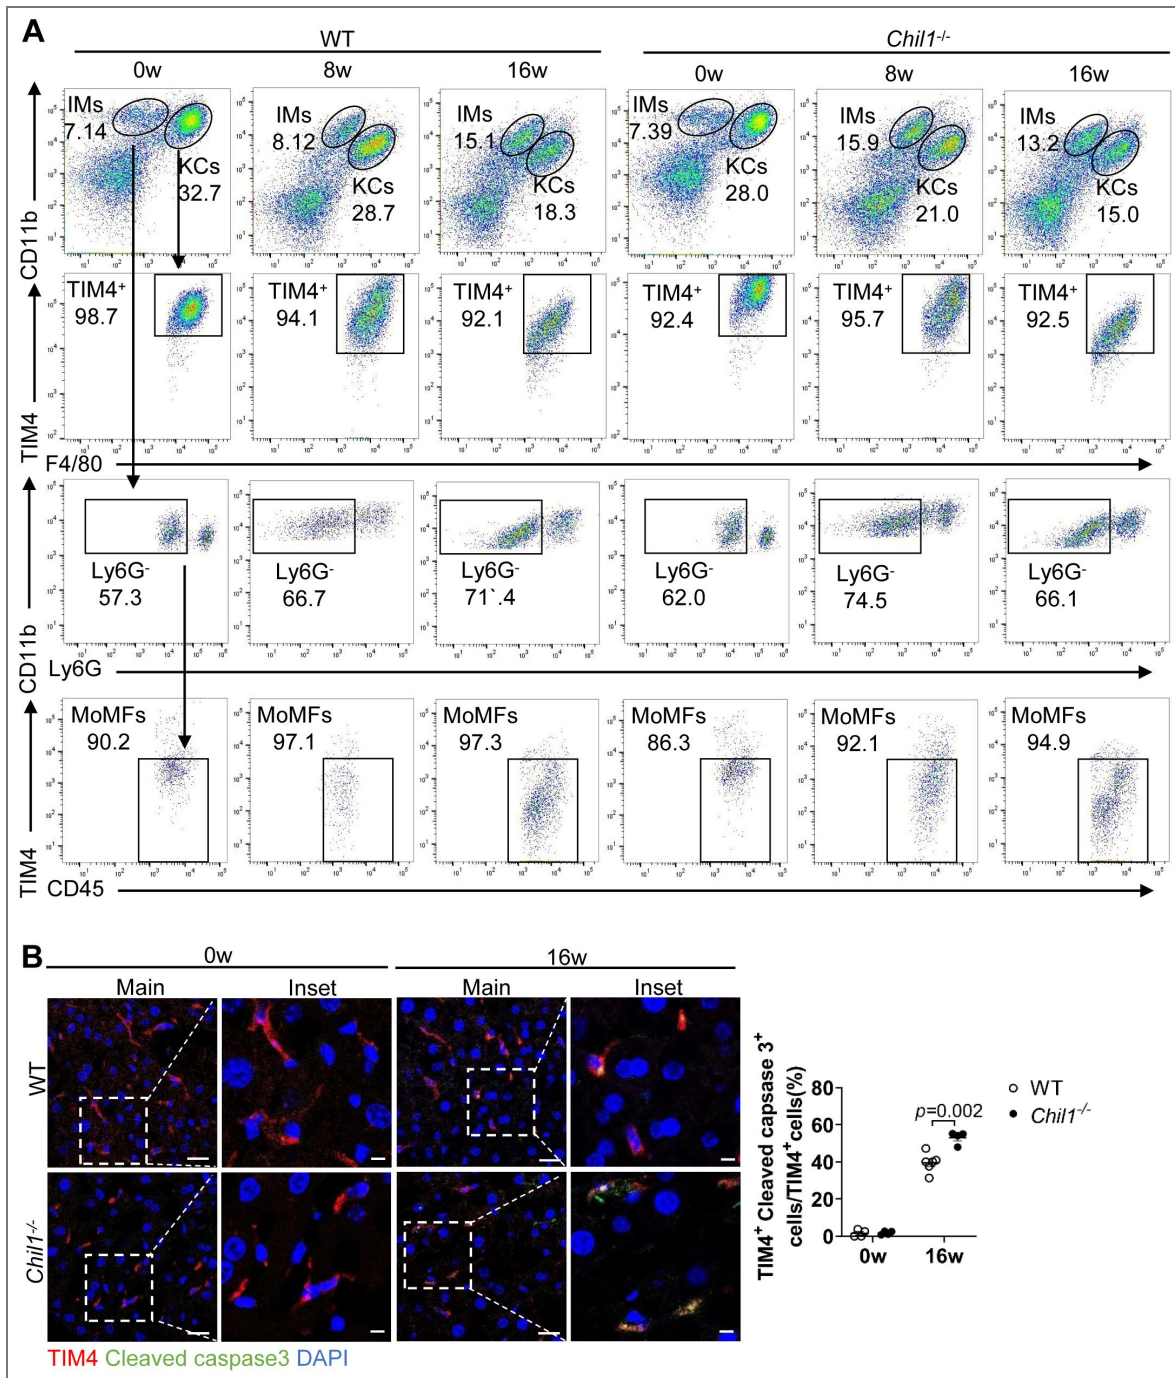 A
WT
Chil1-/-
0w 8w 16w 0w 8w 16w
IMs 7.14 KCs 32.7
IMs 8.12 KCs 28.7
IMs 15.1 KCs 18.3
IMs 7.39 KCs 28.0
IMs 15.9 KCs 21.0
IMs 13.2 KCs 15.0
CD11b
TIM4+ 98.7
TIM4+ 94.1
TIM4+ 92.1
TIM4+ 92.4
TIM4+ 95.7
TIM4+ 92.5
TIM4
F4/80
Ly6G- 57.3
Ly6G- 66.7
Ly6G- 71`.4
Ly6G- 62.0
Ly6G- 74.5
Ly6G- 66.1
CD11b
Ly6G
MoMFs 90.2
MoMFs 97.1
MoMFs 97.3
MoMFs 86.3
MoMFs 92.1
MoMFs 94.9
TIM4
CD45
B
0w 16w
Main Inset Main Inset
WT
Chil1-/-
TIM4 Cleaved caspase3 DAPI
TIM4+ Cleaved capsase 3+
cells/TIM4+cells(%)
80
60
40
20
0
p=0.002
0w 16w
WT
Chil1-/-